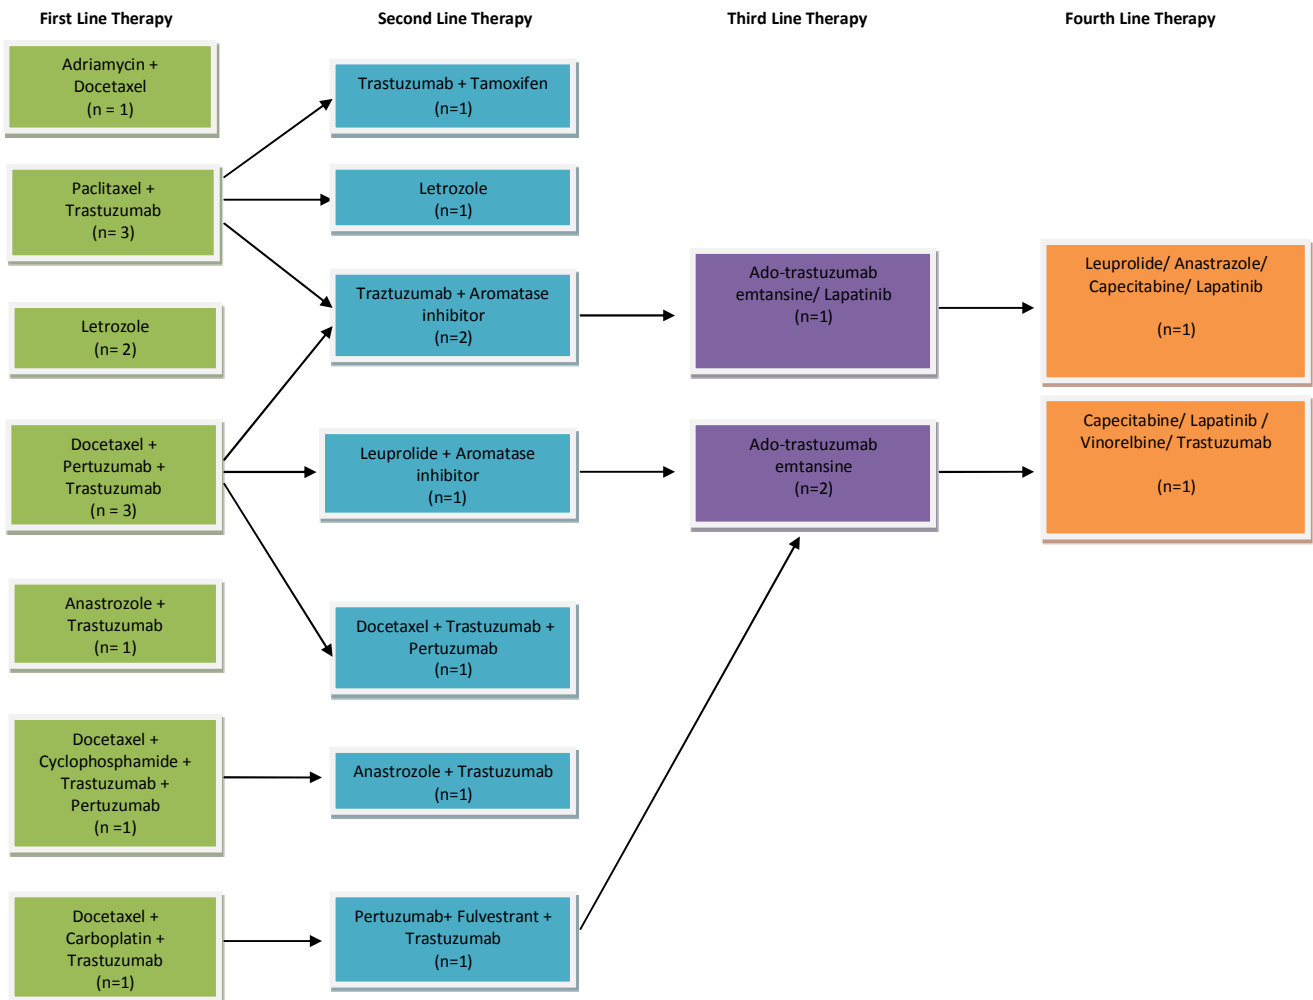 First Line Therapy
Second Line Therapy
Third Line Therapy
Fourth Line Therapy
Adriamycin +
Docetaxel
(n = 1)
Paclitaxel +
Trastuzumab
(n= 3)
Letrozole
(n= 2)
Docetaxel +
Pertuzumab +
Trastuzumab
(n = 3)
Anastrozole +
Trastuzumab
(n= 1)
Docetaxel +
Cyclophosphamide +
Trastuzumab +
Pertuzumab
(n =1)
Docetaxel +
Carboplatin +
Trastuzumab
(n=1)
Trastuzumab + Tamoxifen
(n=1)
Letrozole
(n=1)
Traztuzumab + Aromatase
inhibitor
(n=2)
Leuprolide + Aromatase
inhibitor
(n=1)
Docetaxel + Trastuzumab +
Pertuzumab
(n=1)
Anastrozole + Trastuzumab
(n=1)
Pertuzumab+ Fulvestrant +
Trastuzumab
(n=1)
Ado-trastuzumab
emtansine/ Lapatinib
(n=1)
Ado-trastuzumab
emtansine
(n=2)
Leuprolide/ Anastrazole/
Capecitabine/ Lapatinib
(n=1)
Capecitabine/ Lapatinib /
Vinorelbine/ Trastuzumab
(n=1)